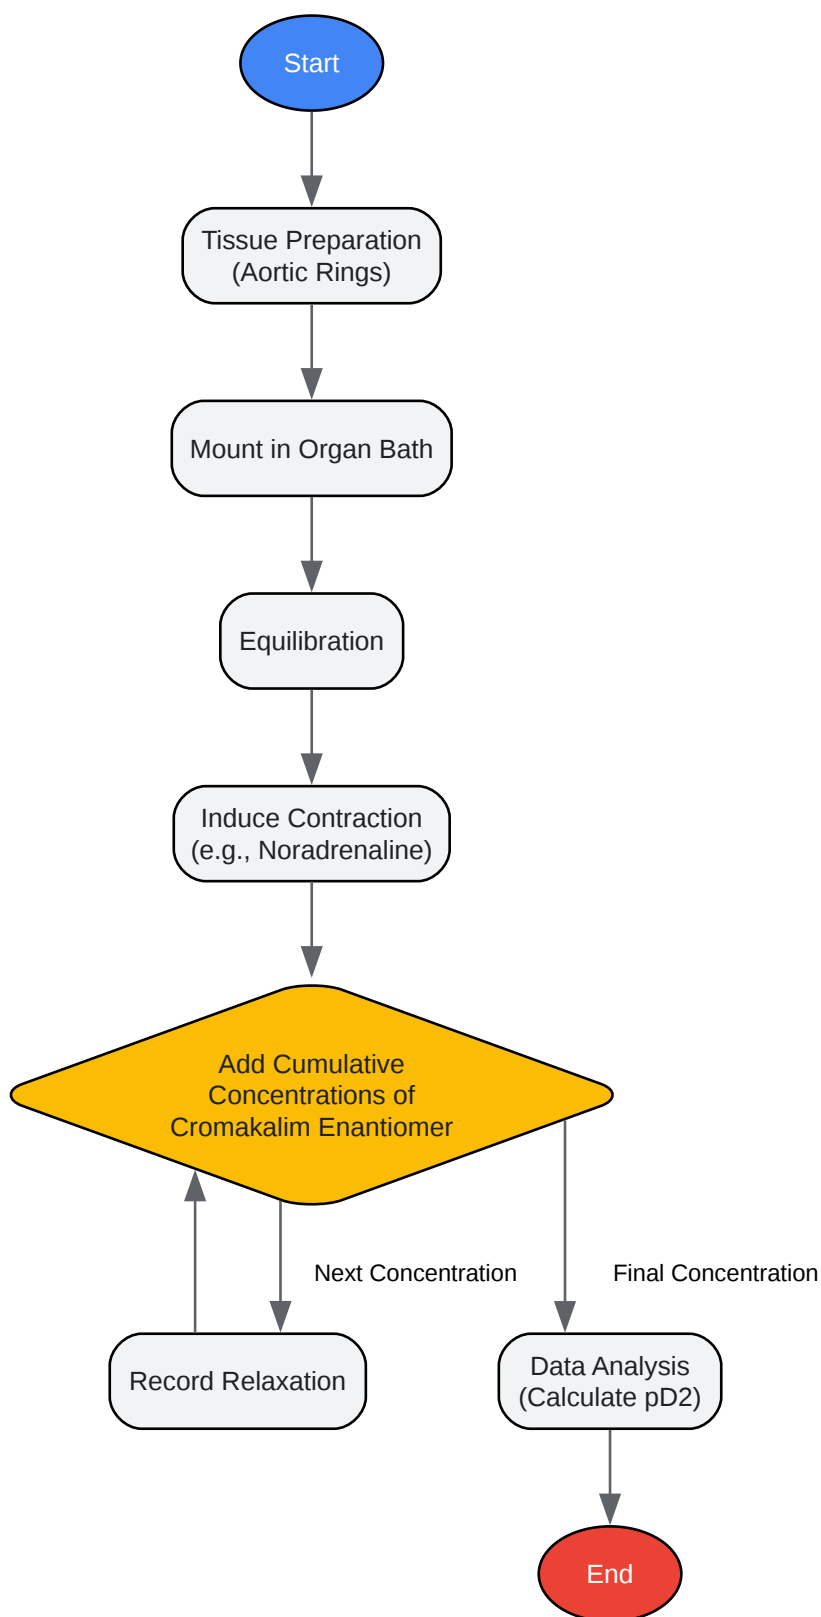 Start
Tissue Preparation
(Aortic Rings)
Mount in Organ Bath
Equilibration
Induce Contraction
(e.g., Noradrenaline)
Add Cumulative
Concentrations of
Cromakalim Enantiomer
Next Concentration
Final Concentration
Record Relaxation
Data Analysis
(Calculate pD2)
End